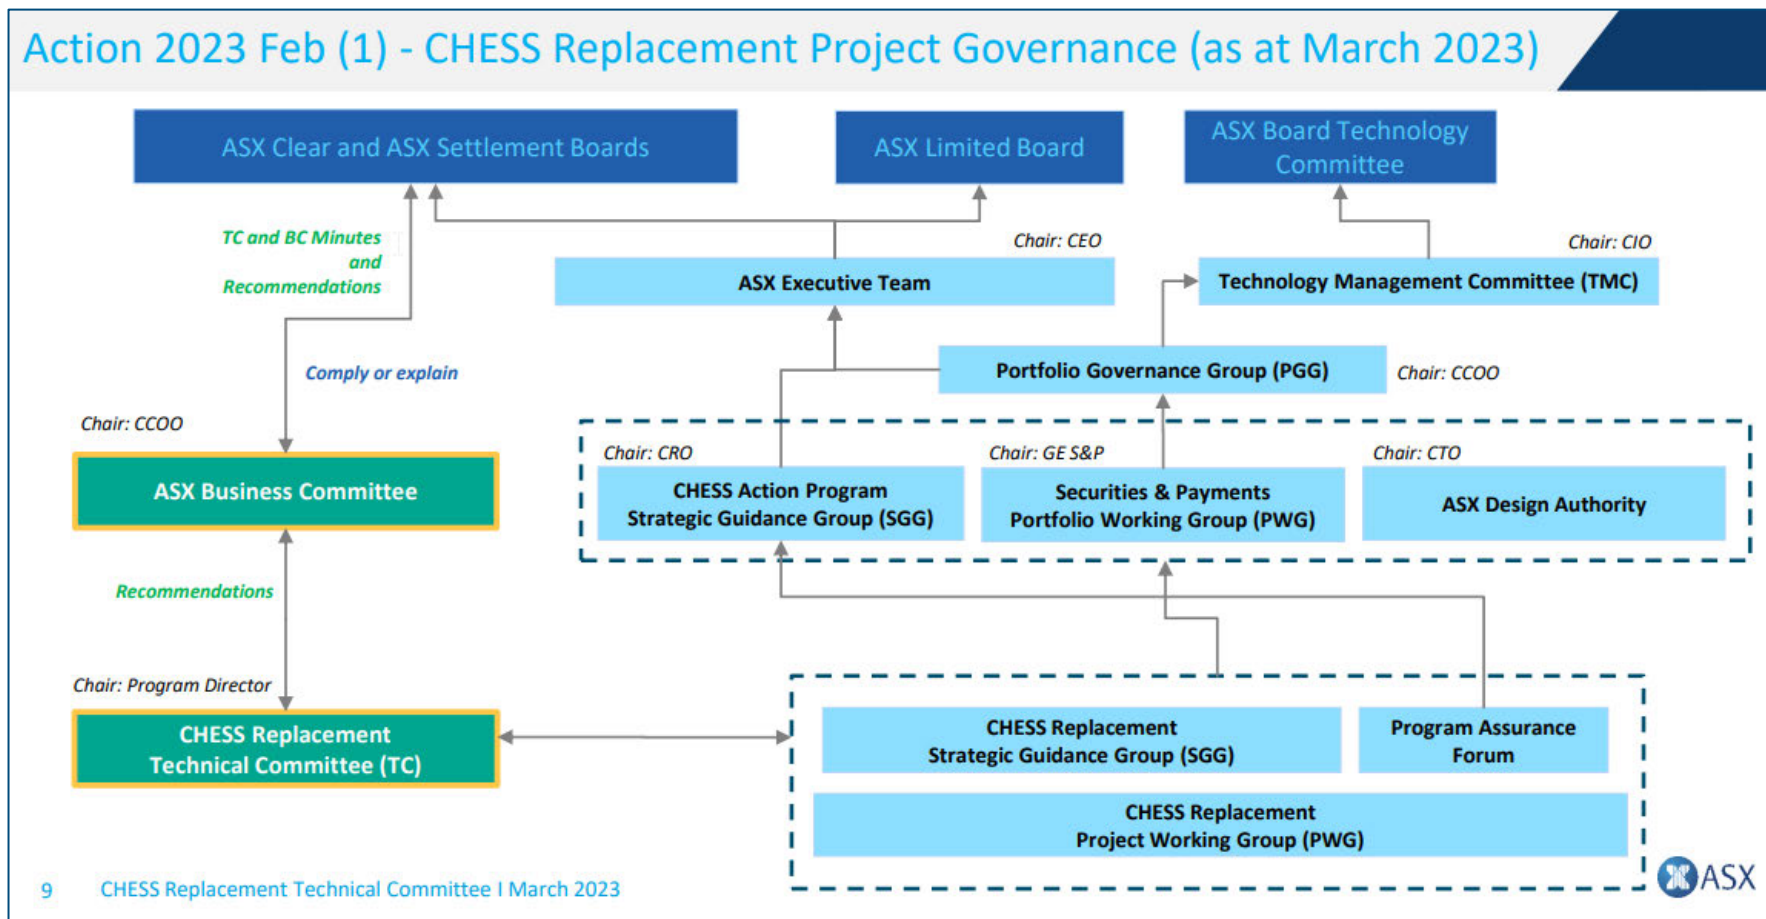 Action 2023 Feb (1) - CHESS Replacement Project Governance (as at March 2023)
ASX Clear and ASX Settlement Boards
ASX Limited Board
ASX Board Technology
Committee
TC and BC Minutes
and
Recommendations
Chair: CEO
ASX Executive Team
Chair: CIO
Technology Management Committee (TMC)
Comply or explain
Portfolio Governance Group (PGG)
Chair: CCOO
Chair: CCOO
ASX Business Committee
Chair: CRO
CHESS Action Program
Strategic Guidance Group (SGG)
Chair: GE S&P
Securities & Payments
Portfolio Working Group (PWG)
Chair: CTO
ASX Design Authority
Recommendations
Chair: Program Director
CHESS Replacement
Technical Committee (TC)
CHESS Replacement
Strategic Guidance Group (SGG)
Program Assurance
Forum
CHESS Replacement
Project Working Group (PWG)
9 CHESS Replacement Technical Committee I March 2023
ASX